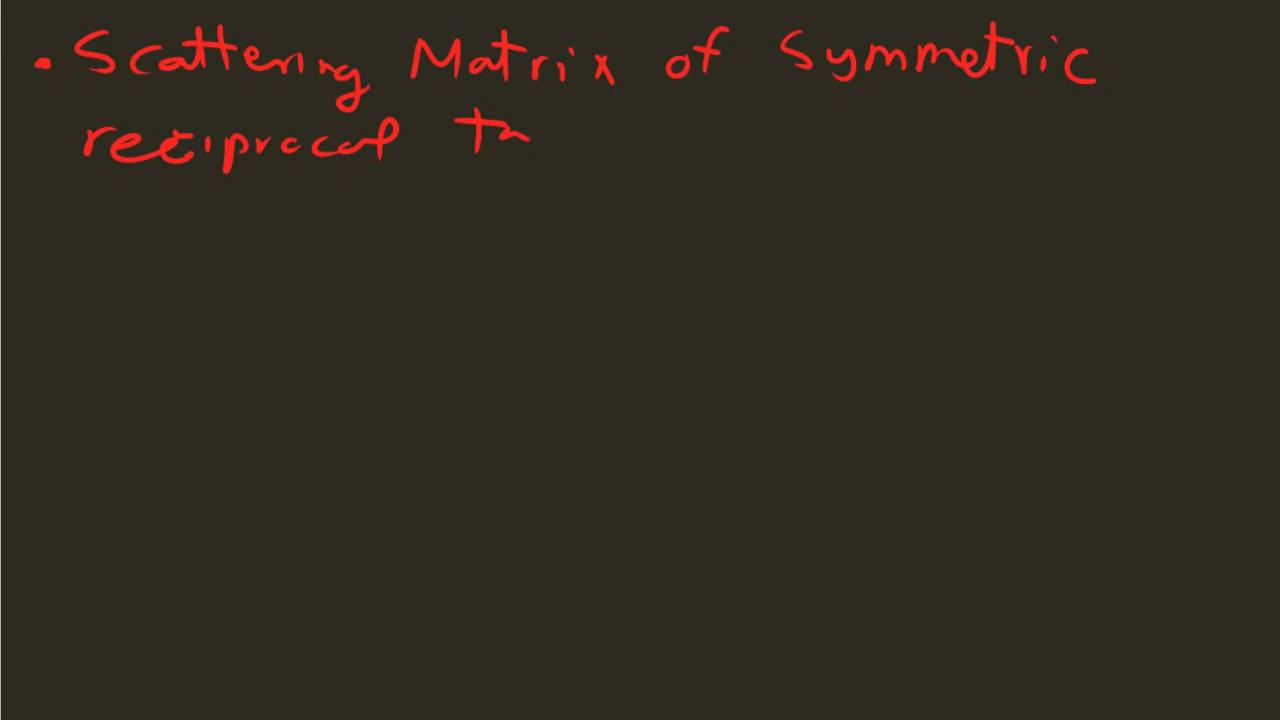 • Scattering Matrix of Symmetric
reciprocal